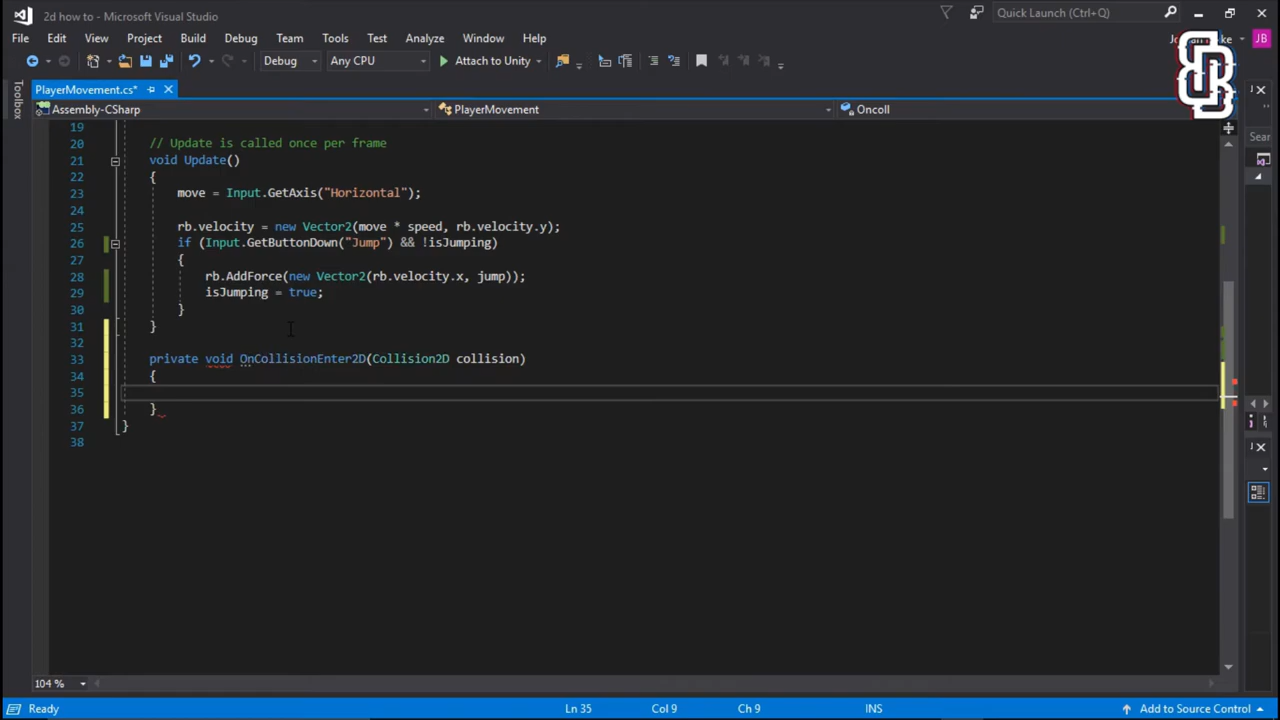 2d how to - Microsoft Visual Studio
Quick Launch (Ctrl+Q)
File Edit View Project Build Debug Team Tools Test Analyze Window Help
JB
Debug Any CPU Attach to Unity
Toolbox
PlayerMovement.cs*
Assembly-CSharp PlayerMovement Oncoll
Sear
19
20 // Update is called once per frame
21 void Update()
22 {
23 move = Input.GetAxis("Horizontal");
24
25 rb.velocity = new Vector2(move * speed, rb.velocity.y);
26 if (Input.GetButtonDown("Jump") && !isJumping)
27 {
28 rb.AddForce(new Vector2(rb.velocity.x, jump));
29 isJumping = true;
30 }
31 }
32
33 private void OnCollisionEnter2D(Collision2D collision)
34 {
35
36 }
37 }
38
104 %
Ready Ln 35 Col 9 Ch 9 INS Add to Source Control